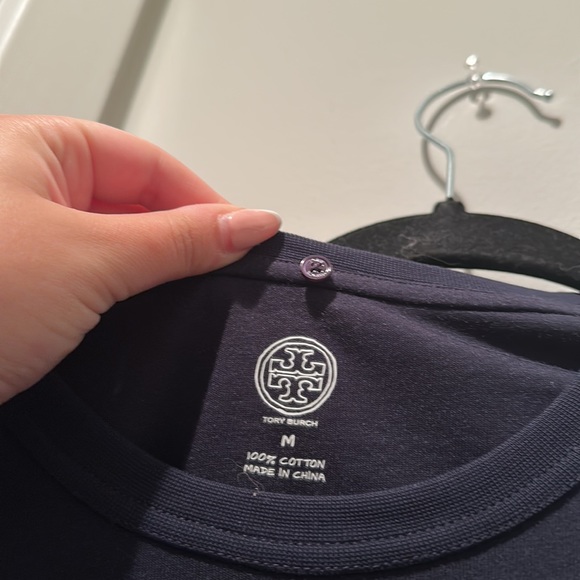 TORY BURCH
M
100% COTTON
MADE IN CHINA